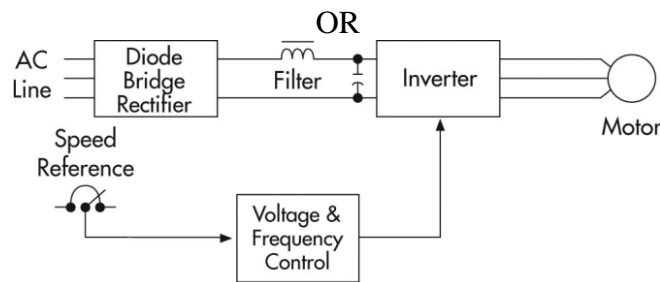 OR
AC
Line
Diode
Bridge
Rectifier
Filter
Inverter
Motor
Speed
Reference
Voltage &
Frequency
Control